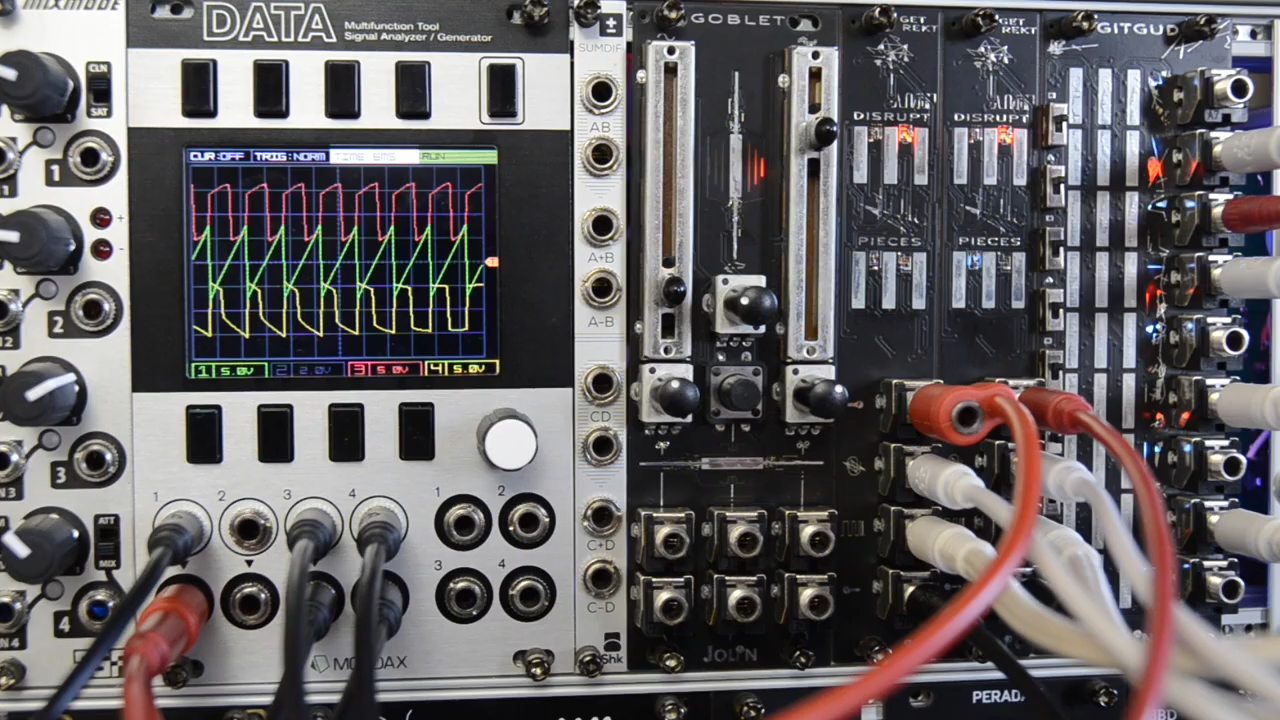 MIXMODE
DATA
Multifunction Tool
Signal Analyzer / Generator
CLN
SAT
1
2
3
4
ATT
MIX
CUR:OFF TRIG:NORM TIME 5MS RUN
1 5.0V 2 2.0V 3 5.0V 4 5.0V
1 2 3 4
1 2
3 4
MORDAX
±
SUMDIF
AB
A+B
A-B
CD
C+D
C-D
Shk
GOBLET
JOLIN
GET
REKT
DISRUPT
PIECES
GET
REKT
DISRUPT
PIECES
GITGUD